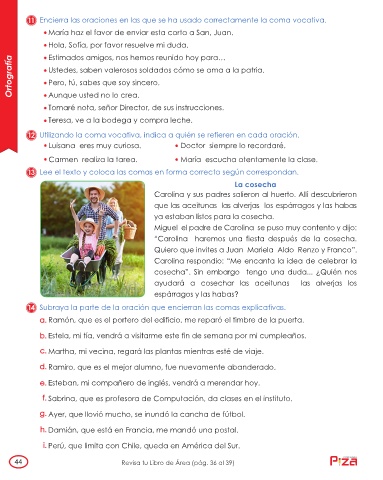 11 Encierra las oraciones en las que se ha usado correctamente la coma vocativa.
• María haz el favor de enviar esta carta a San, Juan.
• Hola, Sofía, por favor resuelve mi duda.
• Estimados amigos, nos hemos reunido hoy para…
• Ustedes, saben valerosos soldados cómo se ama a la patria.
• Pero, tú, sabes que soy sincero.
• Aunque usted no lo crea.
• Tomaré nota, señor Director, de sus instrucciones.
• Teresa, ve a la bodega y compra leche.
12 Utilizando la coma vocativa, indica a quién se refieren en cada oración.
• Luisana eres muy curiosa. • Doctor siempre lo recordaré.
• Carmen realiza la tarea. • María escucha atentamente la clase.
13 Lee el texto y coloca las comas en forma correcta según correspondan.
La cosecha
Carolina y sus padres salieron al huerto. Allí descubrieron
que las aceitunas las alverjas los espárragos y las habas
ya estaban listos para la cosecha.
Miguel el padre de Carolina se puso muy contento y dijo:
“Carolina haremos una fiesta después de la cosecha.
Quiero que invites a Juan Mariela Aldo Renzo y Franco”.
Carolina respondió: “Me encanta la idea de celebrar la
cosecha”. Sin embargo tengo una duda... ¿Quién nos
ayudará a cosechar las aceitunas las alverjas los
espárragos y las habas?
14 Subraya la parte de la oración que encierran las comas explicativas.
a. Ramón, que es el portero del edificio, me reparó el timbre de la puerta.
b. Estela, mi tía, vendrá a visitarme este fin de semana por mi cumpleaños.
c. Martha, mi vecina, regará las plantas mientras esté de viaje.
d. Ramiro, que es el mejor alumno, fue nuevamente abanderado.
e. Esteban, mi compañero de inglés, vendrá a merendar hoy.
f. Sabrina, que es profesora de Computación, da clases en el instituto.
g. Ayer, que llovió mucho, se inundó la cancha de fútbol.
h. Damián, que está en Francia, me mandó una postal.
i. Perú, que limita con Chile, queda en América del Sur.
Ortografía
44
Revisa tu Libro de Área (pág. 36 al 39)